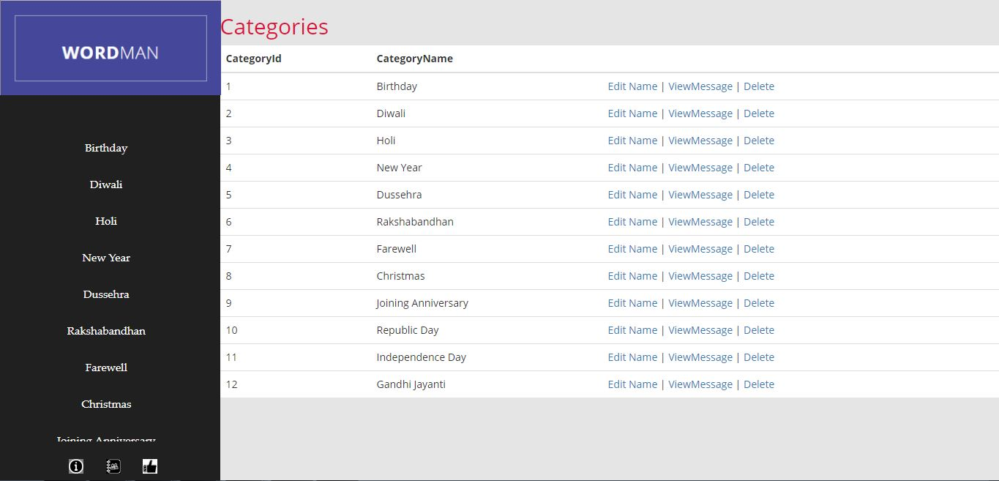 WORDMAN
Birthday
Diwali
Holi
New Year
Dussehra
Rakshabandhan
Farewell
Christmas
Joining Anniversary
Categories
CategoryId CategoryName
1 Birthday Edit Name | ViewMessage | Delete
2 Diwali Edit Name | ViewMessage | Delete
3 Holi Edit Name | ViewMessage | Delete
4 New Year Edit Name | ViewMessage | Delete
5 Dussehra Edit Name | ViewMessage | Delete
6 Rakshabandhan Edit Name | ViewMessage | Delete
7 Farewell Edit Name | ViewMessage | Delete
8 Christmas Edit Name | ViewMessage | Delete
9 Joining Anniversary Edit Name | ViewMessage | Delete
10 Republic Day Edit Name | ViewMessage | Delete
11 Independence Day Edit Name | ViewMessage | Delete
12 Gandhi Jayanti Edit Name | ViewMessage | Delete